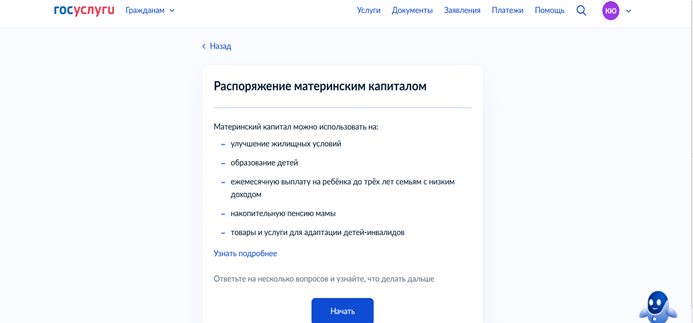 госуслуги Гражданам Услуги Документы Заявления Платежи Помощь КЮ
Назад
Распоряжение материнским капиталом
Материнский капитал можно использовать на:
– улучшение жилищных условий
– образование детей
– ежемесячную выплату на ребёнка до трёх лет семьям с низким
доходом
– накопительную пенсию мамы
– товары и услуги для адаптации детей-инвалидов
Узнать подробнее
Ответьте на несколько вопросов и узнайте, что делать дальше
Начать